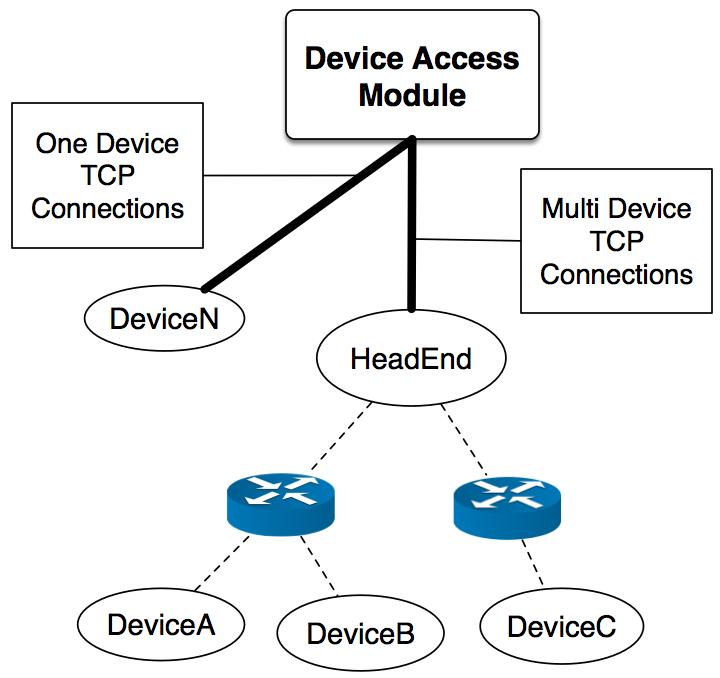 Device Access
Module
One Device
TCP
Connections
Multi Device
TCP
Connections
DeviceN
HeadEnd
DeviceA
DeviceB
DeviceC